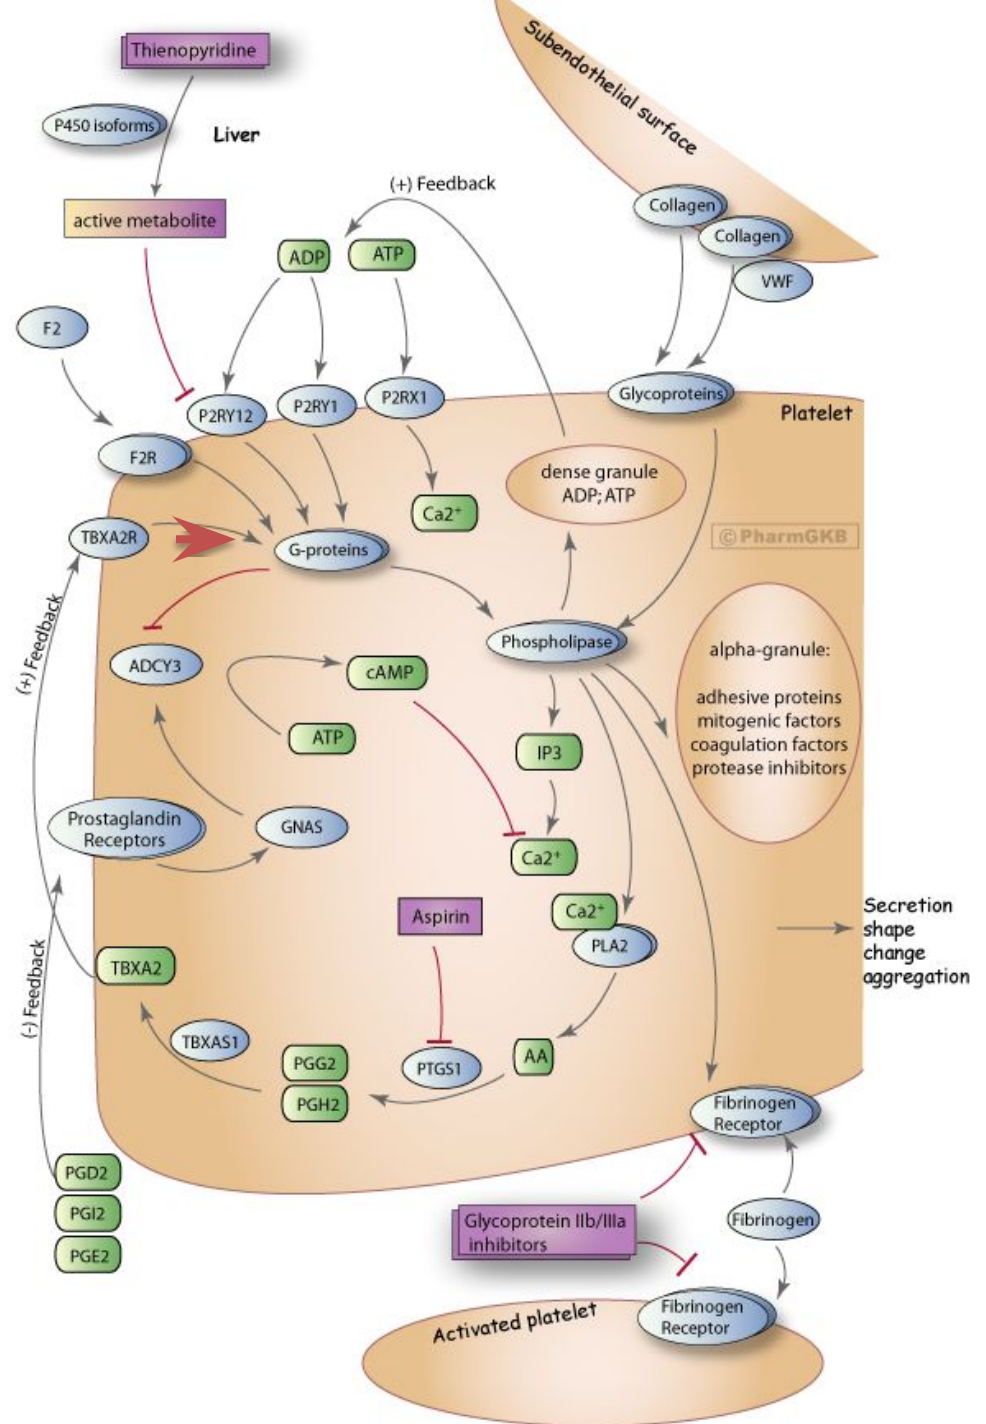 Thienopyridine
Subendothelial surface
P450 isoforms
Liver
(+) Feedback
Collagen
active metabolite
Collagen
ADP
ATP
VWF
F2
P2RY12
P2RY1
P2RX1
Glycoproteins
Platelet
F2R
dense granule
ADP; ATP
Ca2+
TBXA2R
G-proteins
© PharmGKB
(+) Feedback
Phospholipase
ADCY3
cAMP
alpha-granule:
adhesive proteins
mitogenic factors
coagulation factors
protease inhibitors
ATP
IP3
Prostaglandin
Receptors
GNAS
Ca2+
Aspirin
Ca2+
PLA2
Secretion
shape
change
aggregation
TBXA2
(-) Feedback
TBXAS1
PGG2
PGH2
PTGS1
AA
Fibrinogen
Receptor
PGD2
PGI2
PGE2
Glycoprotein IIb/IIIa
inhibitors
Fibrinogen
Activated platelet
Fibrinogen
Receptor